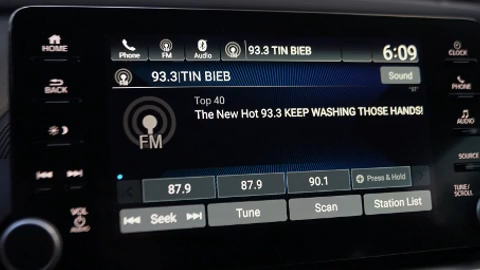 HOME
BACK
VOL
AUDIO
Phone
FM
Audio
93.3 TIN BIEB
6:09
93.3|TIN BIEB
Sound
Top 40
The New Hot 93.3 KEEP WASHING THOSE HANDS!
FM
87.9
87.9
90.1
Press & Hold
Seek
Tune
Scan
Station List
CLOCK
PHONE
AUDIO
SOURCE
TUNE/
SCROLL